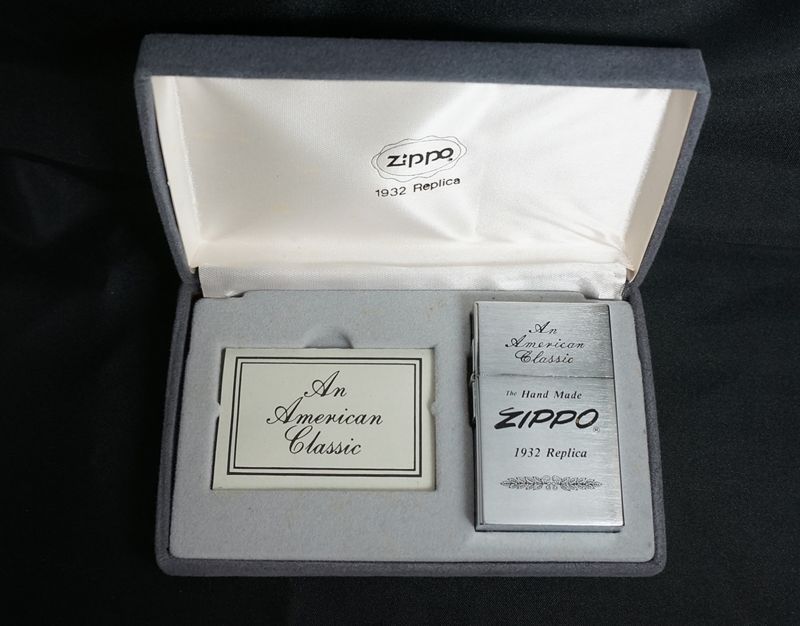 Zippo
1932 Replica
An
American
Classic
An
American
Classic
The Hand Made
ZIPPO®
1932 Replica